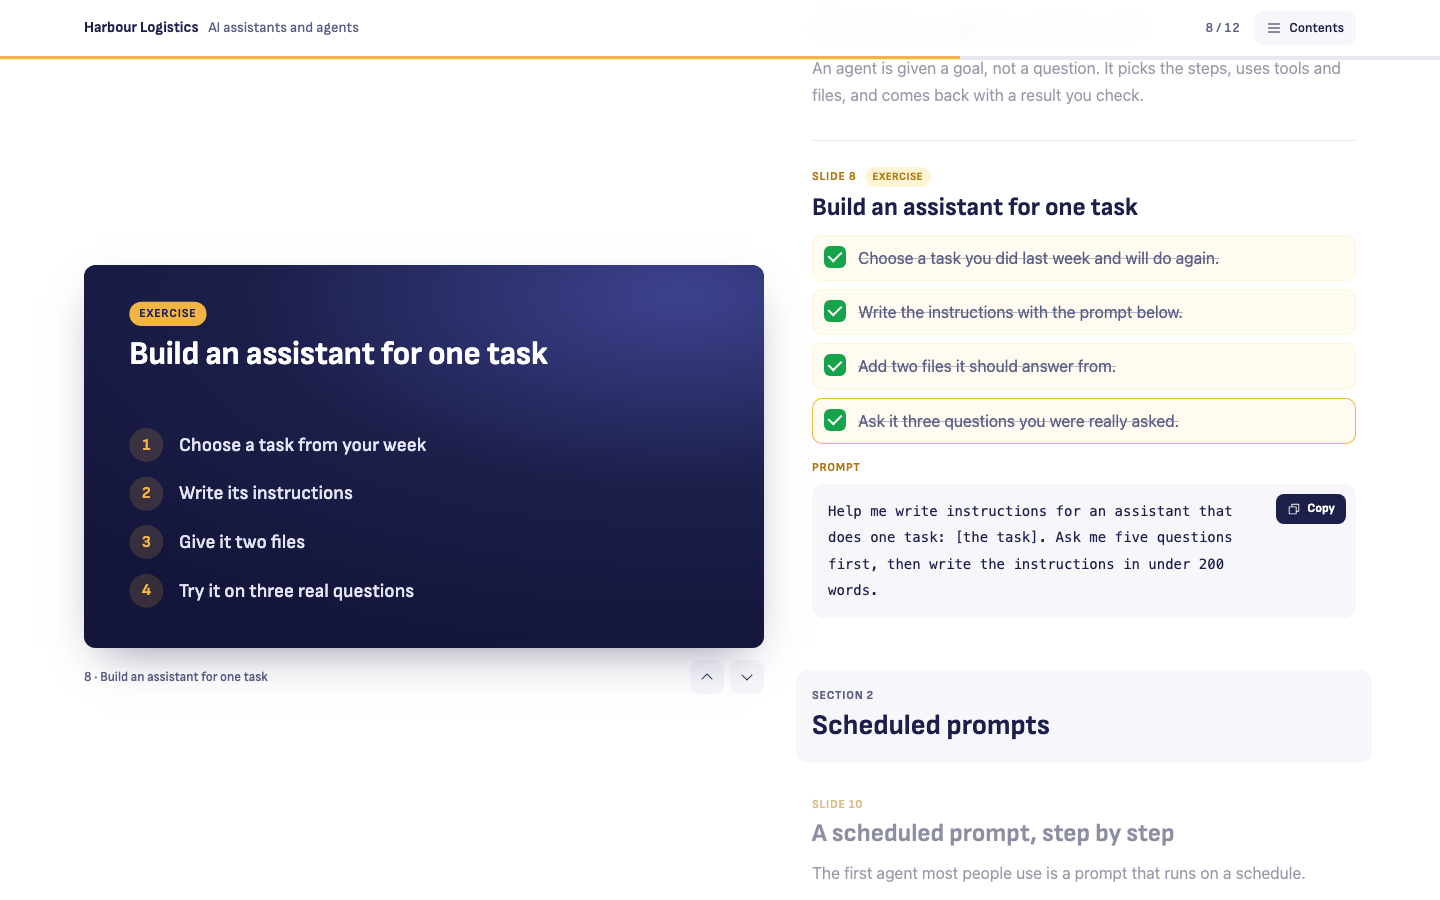 Harbour Logistics AI assistants and agents
8 / 12
Contents
EXERCISE
Build an assistant for one task
1 Choose a task from your week
2 Write its instructions
3 Give it two files
4 Try it on three real questions
8 · Build an assistant for one task
An agent is given a goal, not a question. It picks the steps, uses tools and
files, and comes back with a result you check.
SLIDE 8 EXERCISE
Build an assistant for one task
Choose a task you did last week and will do again.
Write the instructions with the prompt below.
Add two files it should answer from.
Ask it three questions you were really asked.
PROMPT
Copy
Help me write instructions for an assistant that
does one task: [the task]. Ask me five questions
first, then write the instructions in under 200
words.
SECTION 2
Scheduled prompts
SLIDE 10
A scheduled prompt, step by step
The first agent most people use is a prompt that runs on a schedule.